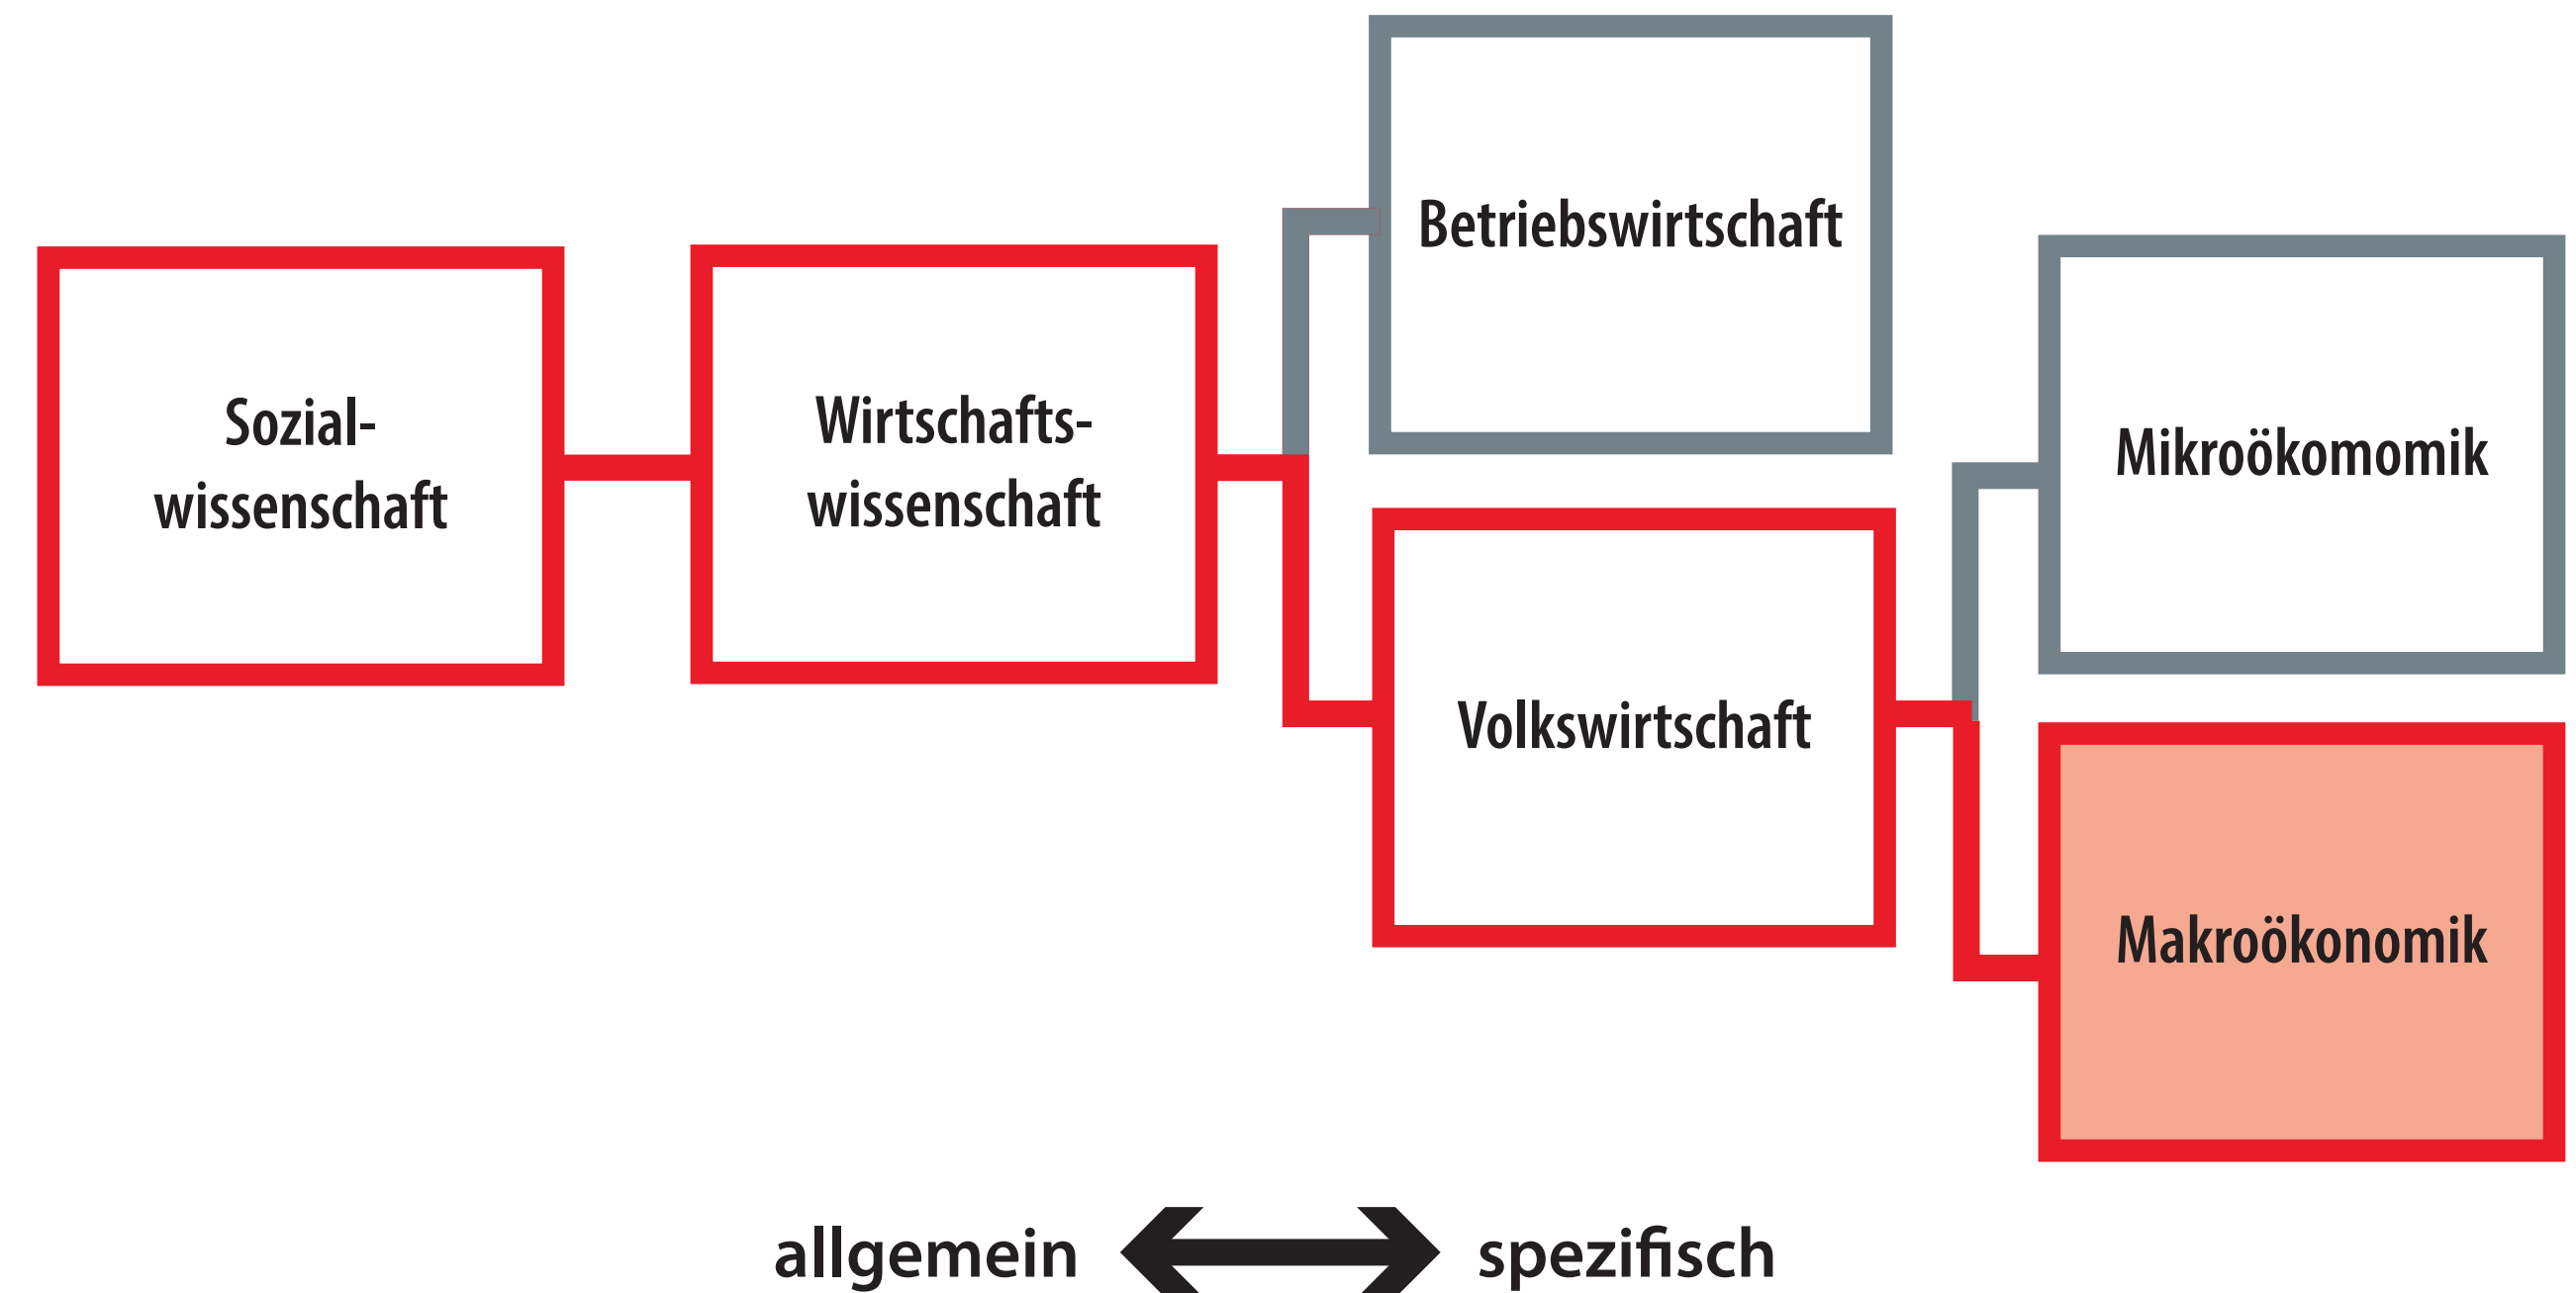 Sozial-
wissenschaft
Wirtschafts-
wissenschaft
Betriebswirtschaft
Volkswirtschaft
Mikroökomomik
Makroökonomik
allgemein
spezifisch